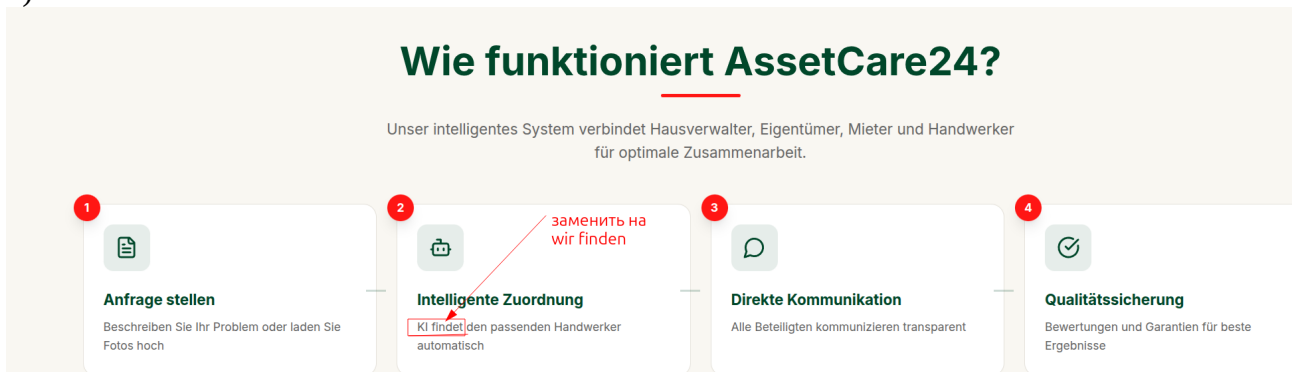 Wie funktioniert AssetCare24?
Unser intelligentes System verbindet Hausverwalter, Eigentümer, Mieter und Handwerker
für optimale Zusammenarbeit.
1
Anfrage stellen
Beschreiben Sie Ihr Problem oder laden Sie
Fotos hoch
2
заменить на
wir finden
Intelligente Zuordnung
KI findet den passenden Handwerker
automatisch
3
Direkte Kommunikation
Alle Beteiligten kommunizieren transparent
4
Qualitätssicherung
Bewertungen und Garantien für beste
Ergebnisse